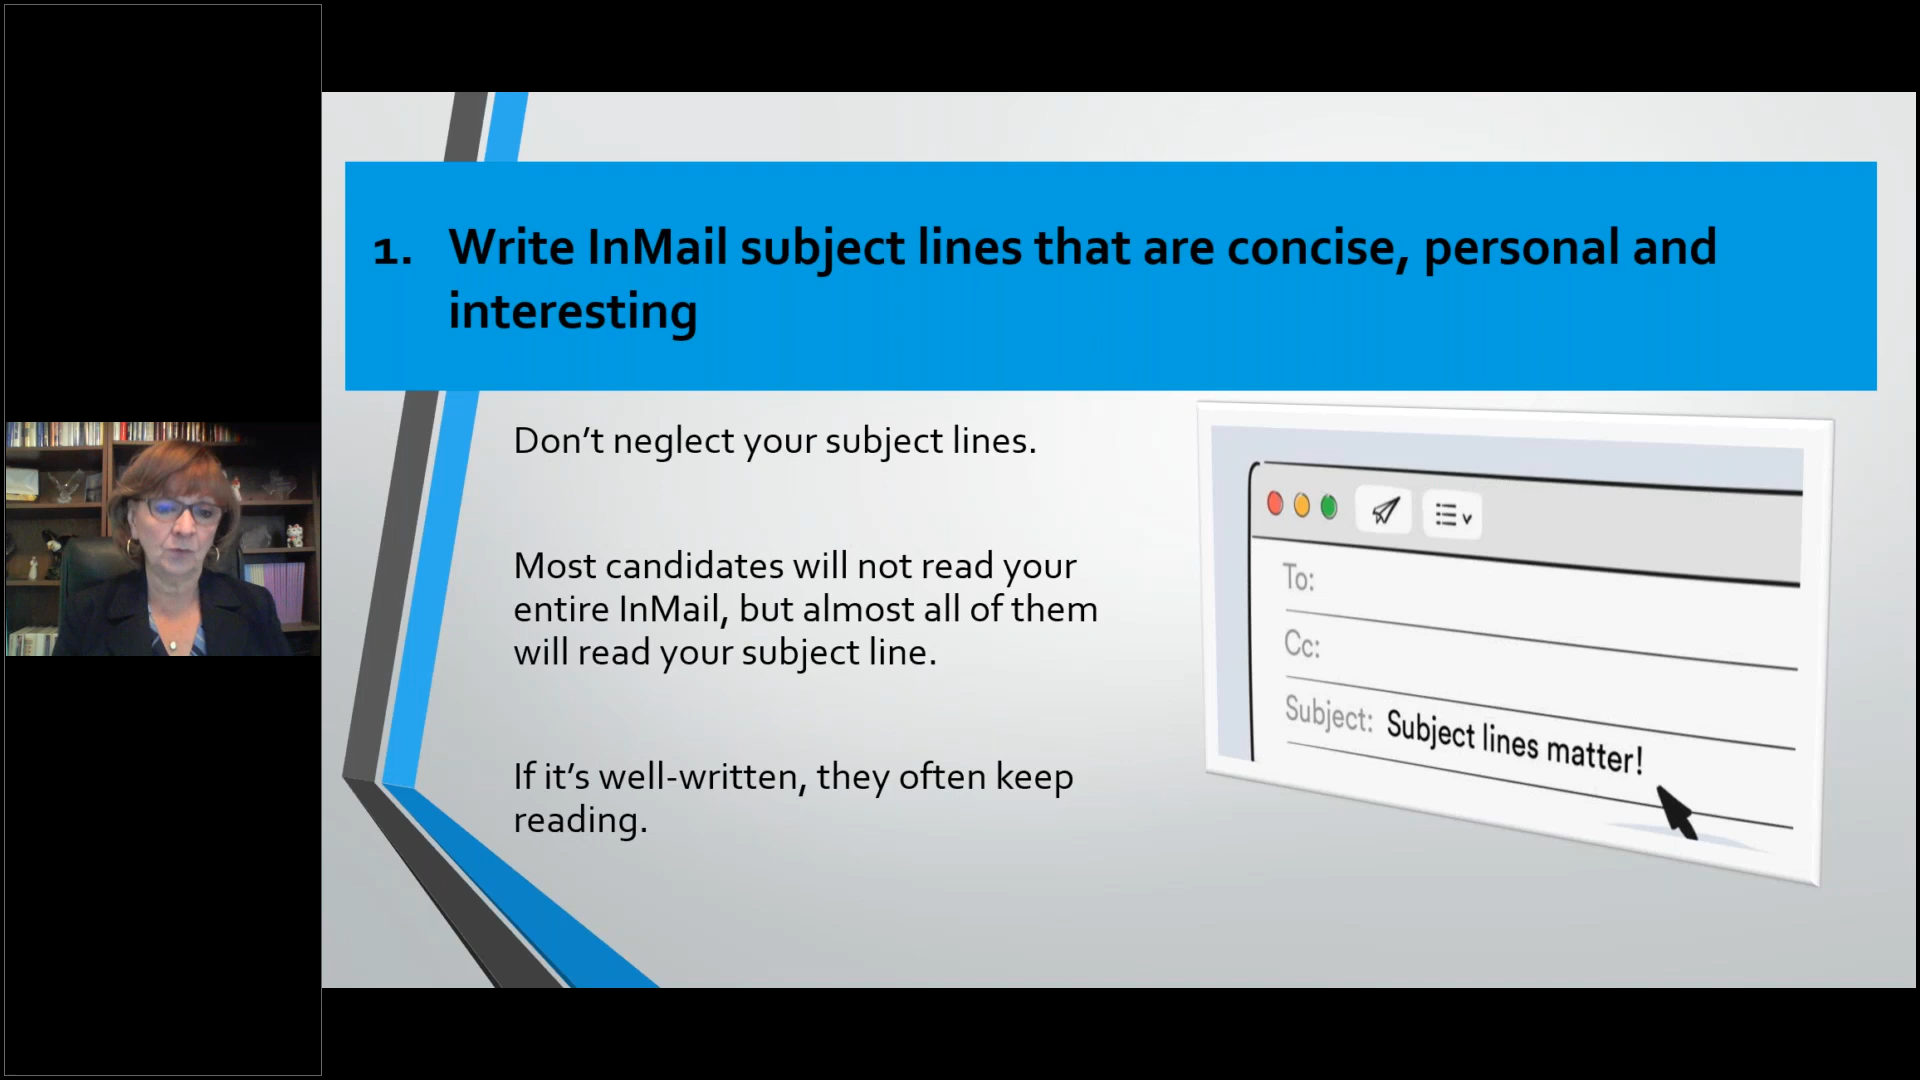 1. Write InMail subject lines that are concise, personal and
interesting
Don’t neglect your subject lines.
Most candidates will not read your
entire InMail, but almost all of them
will read your subject line.
If it’s well-written, they often keep
reading.
To:
Cc:
Subject: Subject lines matter!